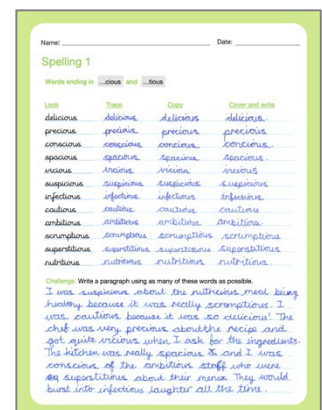 Name: Date:
Spelling 1
Words ending in ...cious and ...tious
Look Trace Copy Cover and write
delicious delicious delicious delicious.
precious precious precious precious
conscious conscious concious concious.
spacious spacious spacious spacious.
vicious vicious vicious vicious
suspicious suspicious suspicious suspicious
infectious infectious infectious infectious.
cautious cautious cautious cautious
ambitious ambitious ambitious ambitious.
scrumptious scrumptious scrumptious scrumptious
superstitious superstitious superstitious superstitious.
nutritious nutritious nutritious nutritious.
Challenge Write a paragraph using as many of these words as possible.
I was suspicious about the nutricious meal being
healthy because it was really scrumptious. I
was cautious because it was so delicious! The
chef was very precious about the recipe and
got quite vicious when I ask for the ingredients.
The kitchen was really spacious and I was
conscious of the ambitious staff who were
superstitious about their menu. They would
burst into infectious laughter all the time.